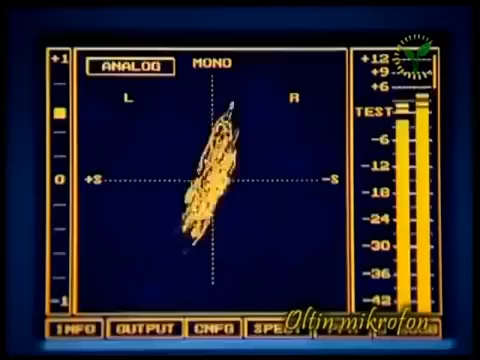 +1
ANALOG
MONO
L
R
+12
+9
+6
TEST
-6
0
+S
-S
-12
-18
-24
-30
-36
-42
-1
INFO
OUTPUT
CNFG
Oltin mikrofon